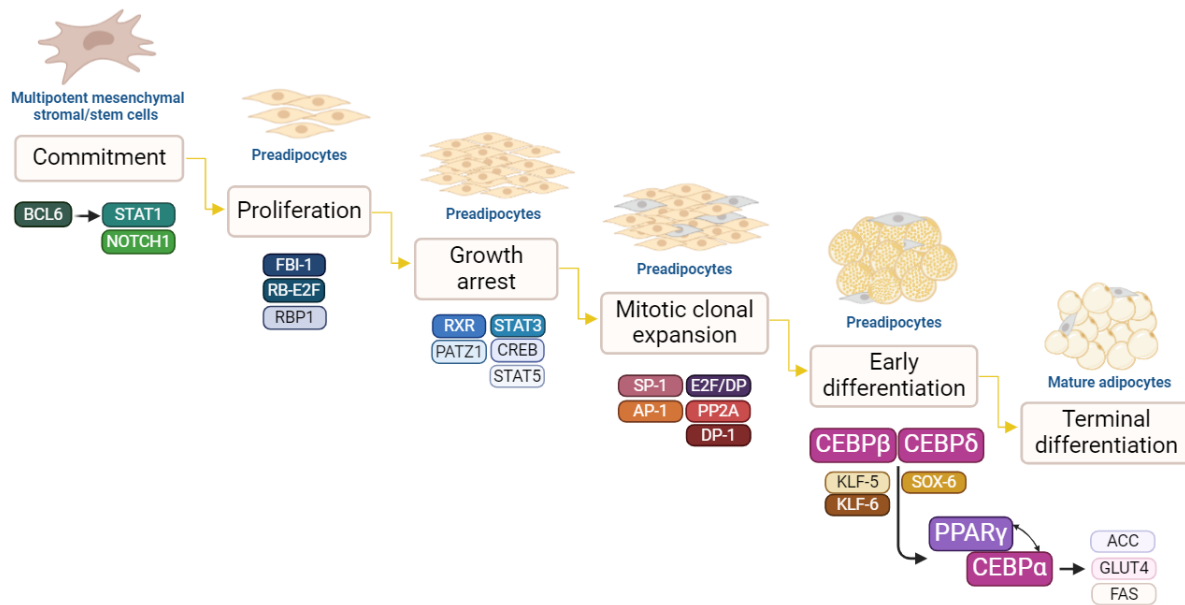 Multipotent mesenchymal
stromal/stem cells
Commitment
BCL6
STAT1
NOTCH1
Preadipocytes
Proliferation
FBI-1
RB-E2F
RBP1
Preadipocytes
Growth
arrest
RXR
STAT3
PATZ1
CREB
STAT5
Preadipocytes
Mitotic clonal
expansion
SP-1
E2F/DP
AP-1
PP2A
DP-1
Preadipocytes
Early
differentiation
CEBPβ
CEBPδ
KLF-5
SOX-6
KLF-6
PPARγ
CEBPα
Mature adipocytes
Terminal
differentiation
ACC
GLUT4
FAS